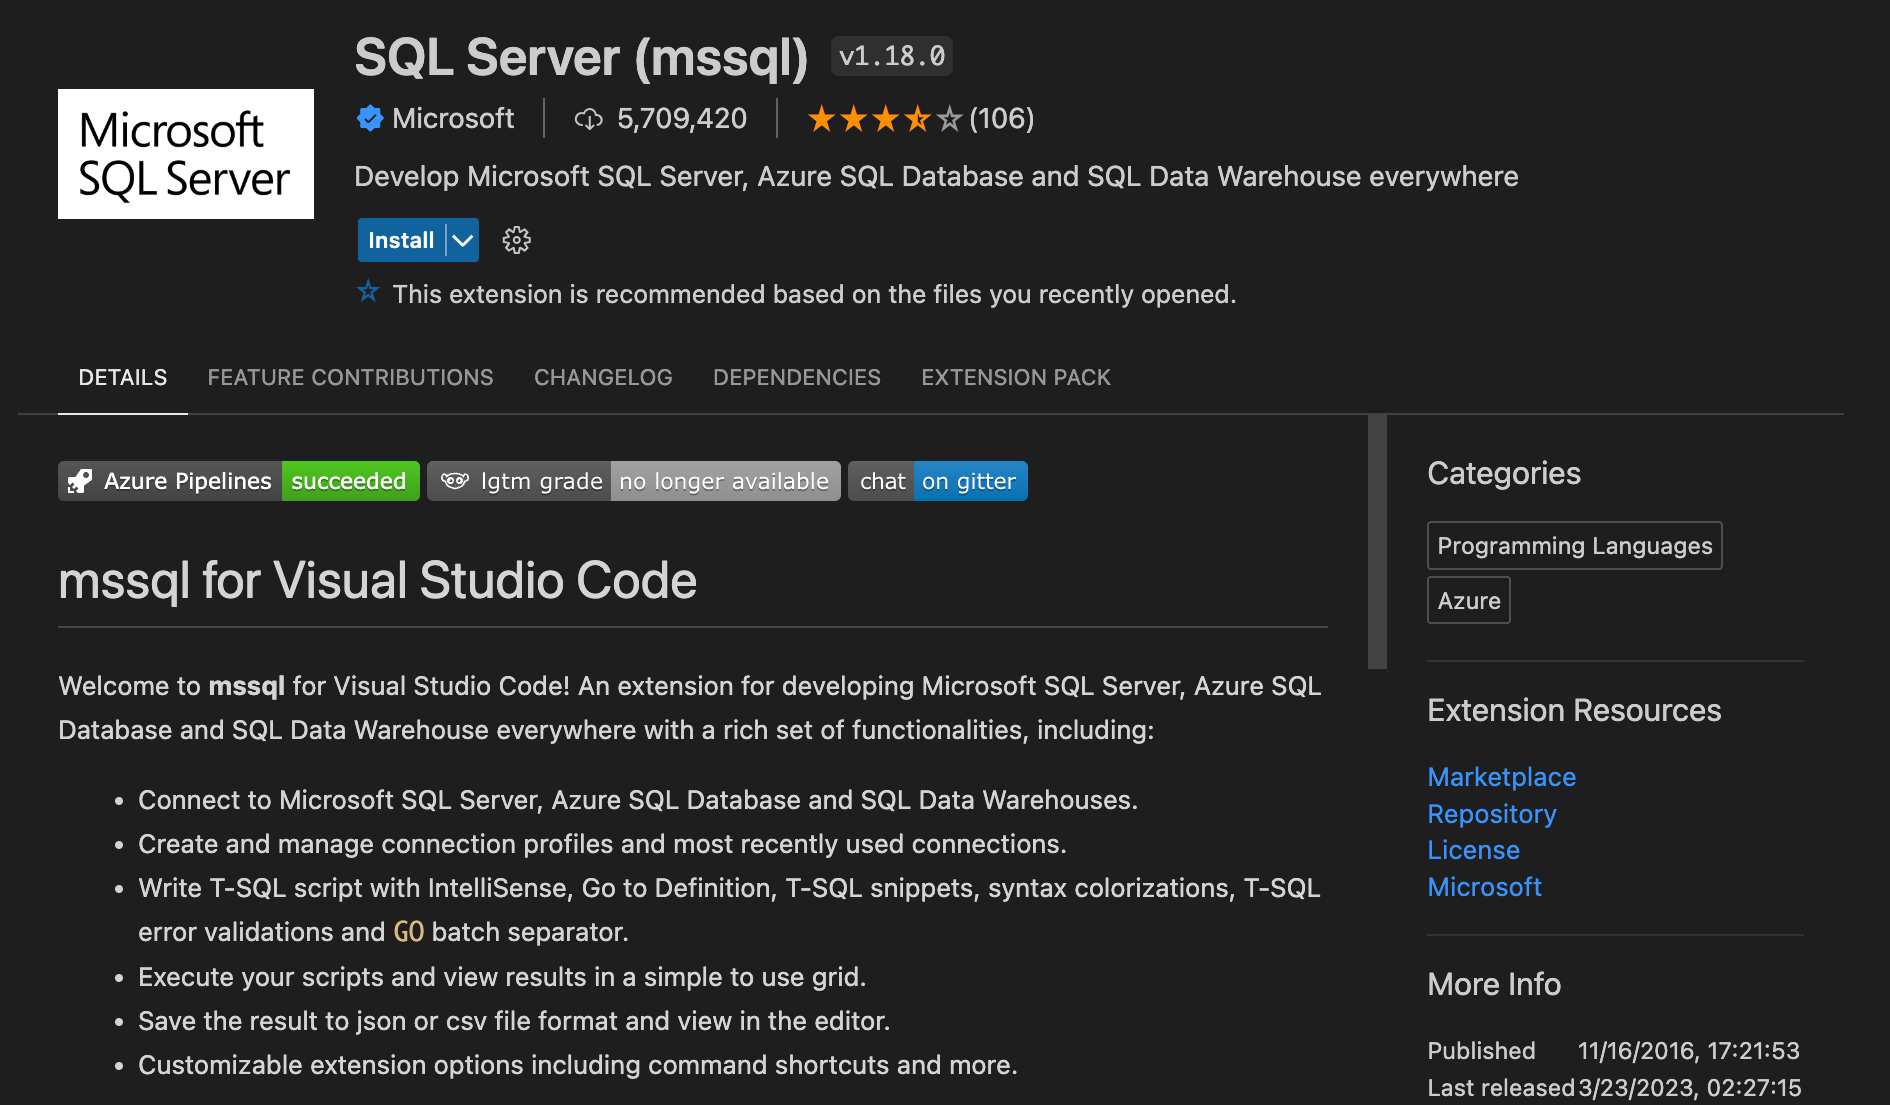 SQL Server (mssql) v1.18.0
Microsoft
SQL Server
Microsoft 5,709,420 (106)
Develop Microsoft SQL Server, Azure SQL Database and SQL Data Warehouse everywhere
Install
This extension is recommended based on the files you recently opened.
DETAILS FEATURE CONTRIBUTIONS CHANGELOG DEPENDENCIES EXTENSION PACK
Azure Pipelines succeeded lgtm grade no longer available chat on gitter
mssql for Visual Studio Code
Welcome to mssql for Visual Studio Code! An extension for developing Microsoft SQL Server, Azure SQL
Database and SQL Data Warehouse everywhere with a rich set of functionalities, including:
• Connect to Microsoft SQL Server, Azure SQL Database and SQL Data Warehouses.
• Create and manage connection profiles and most recently used connections.
• Write T-SQL script with IntelliSense, Go to Definition, T-SQL snippets, syntax colorizations, T-SQL
error validations and GO batch separator.
• Execute your scripts and view results in a simple to use grid.
• Save the result to json or csv file format and view in the editor.
• Customizable extension options including command shortcuts and more.
Categories
Programming Languages
Azure
Extension Resources
Marketplace
Repository
License
Microsoft
More Info
Published 11/16/2016, 17:21:53
Last released 3/23/2023, 02:27:15